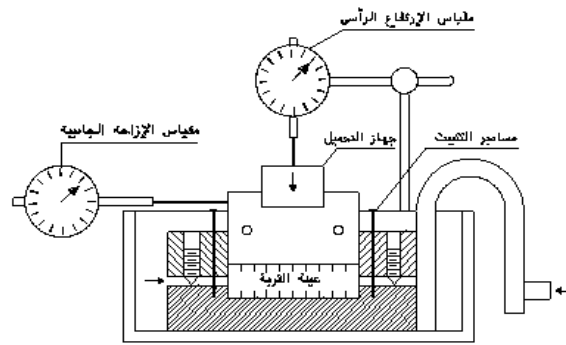 مقياس الإرتفاع الرأسي
مقياس الإزاحة الجانبية
جهاز التحميل
مسامير التثبيت
عينة التربة